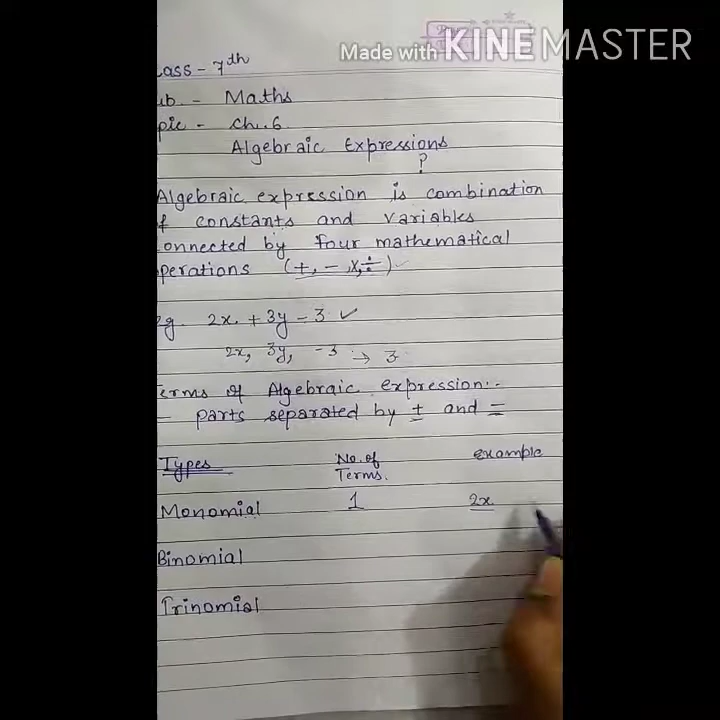 Made with KINEMASTER
lass - 7th
ub. - Maths
pic - ch.6
Algebraic Expressions
?
Algebraic expression is combination
f constants and variables
onnected by four mathematical
perations (+, -, x, ÷) ✓
eg. 2x + 3y - 3 ✓
2x, 3y, -3 → 3
erms of Algebraic expression:-
- parts separated by + and -
Types No. of Terms. example
Monomial 1 2x
Binomial
Trinomial